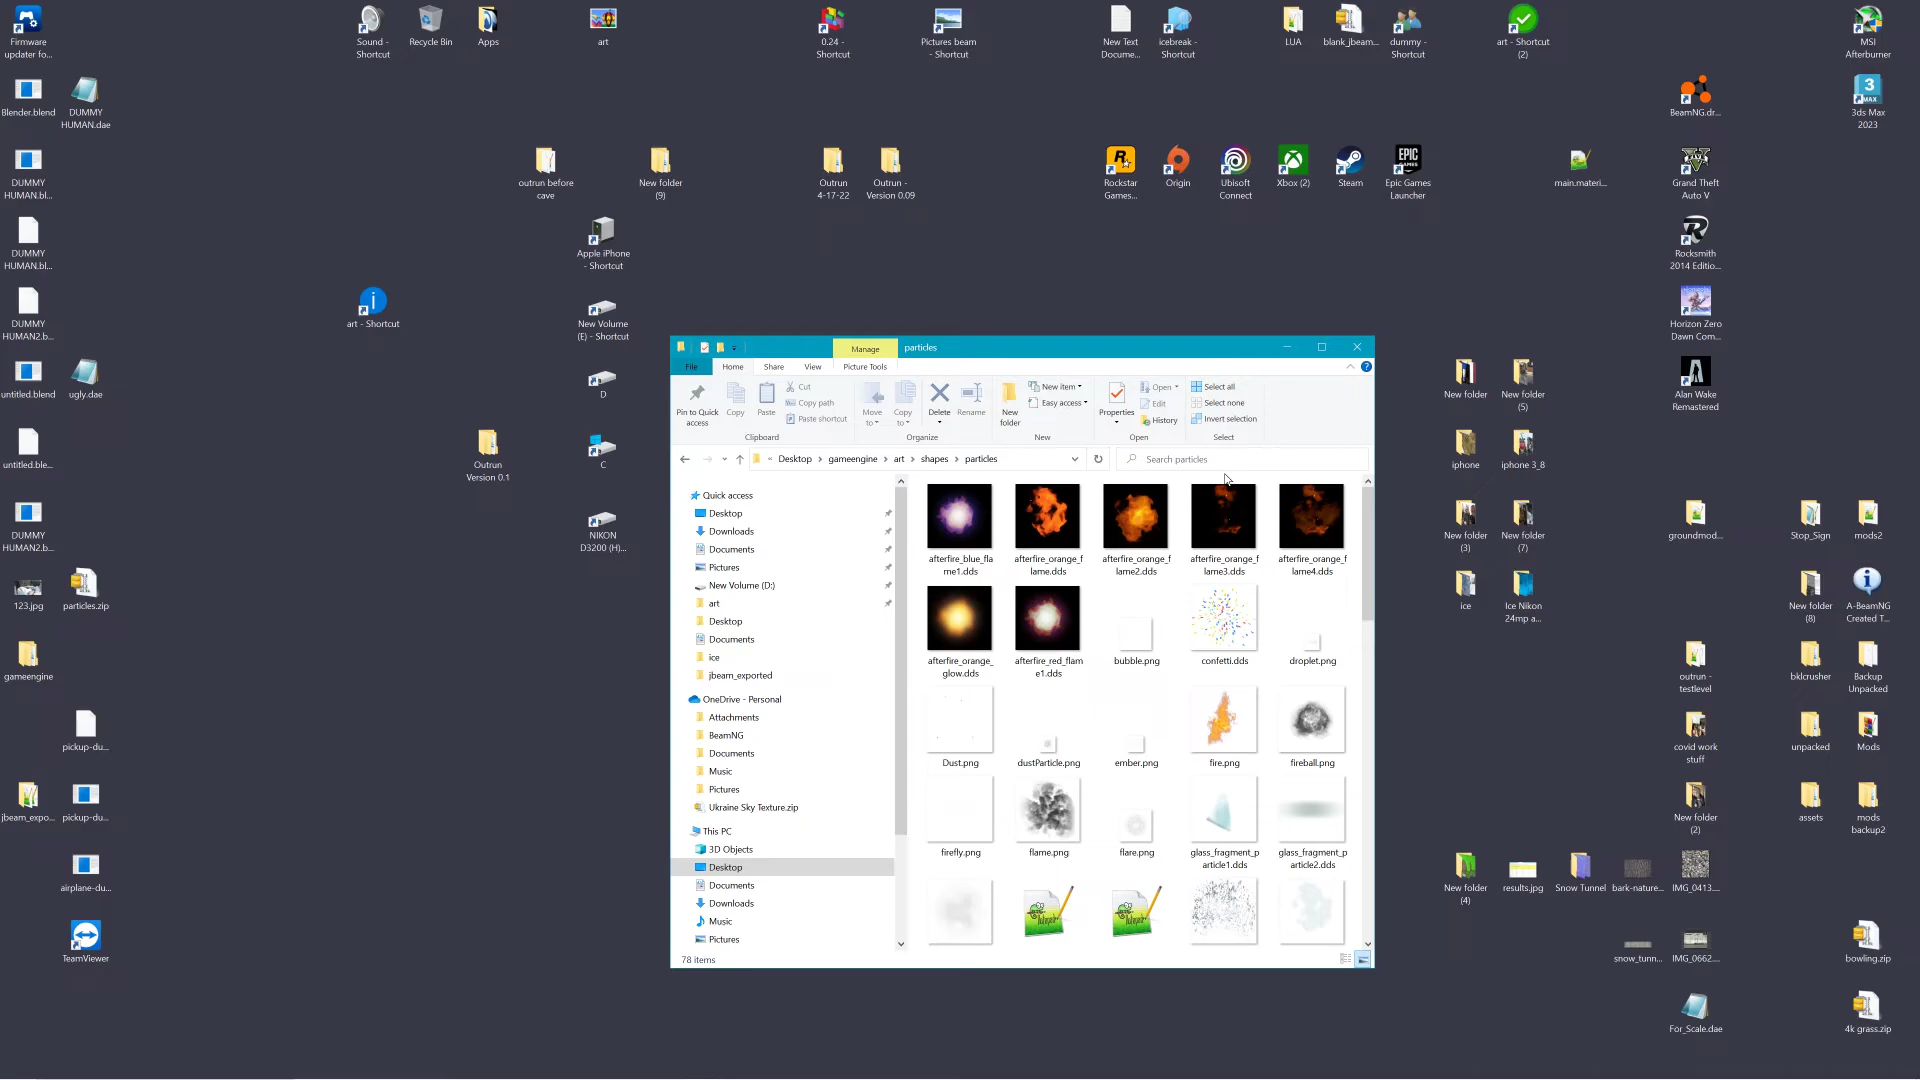 Firmware
updater fo...
Sound -
Shortcut
Recycle Bin
Apps
art
0.24 -
Shortcut
Pictures beam
- Shortcut
New Text
Docume...
icebreak -
Shortcut
LUA
blank_jbeam...
dummy -
Shortcut
art - Shortcut
(2)
MSI
Afterburner
Blender.blend
DUMMY
HUMAN.dae
BeamNG.dr...
3ds Max
2023
DUMMY
HUMAN.bl...
outrun before
cave
New folder
(9)
Outrun
4-17-22
Outrun -
Version 0.09
Rockstar
Games...
Origin
Ubisoft
Connect
Xbox (2)
Steam
Epic Games
Launcher
main.materi...
Grand Theft
Auto V
DUMMY
HUMAN.bl...
Apple iPhone
- Shortcut
Rocksmith
2014 Editio...
DUMMY
HUMAN2.b...
art - Shortcut
New Volume
(E) - Shortcut
Horizon Zero
Dawn Com...
untitled.blend
ugly.dae
D
New folder
New folder
(5)
Alan Wake
Remastered
untitled.ble...
Outrun
Version 0.1
C
iphone
iphone 3_8
DUMMY
HUMAN2.b...
NIKON
D3200 (H)...
New folder
(3)
New folder
(7)
groundmod...
Stop_Sign
mods2
123.jpg
particles.zip
ice
Ice Nikon
24mp a...
New folder
(8)
A-BeamNG
Created T...
gameengine
outrun -
testlevel
bklcrusher
Backup
Unpacked
pickup-du...
covid work
stuff
unpacked
Mods
jbeam_expo...
pickup-du...
New folder
(2)
assets
mods
backup2
airplane-du...
New folder
(4)
results.jpg
Snow Tunnel
bark-nature...
IMG_0413....
TeamViewer
snow_tunn...
IMG_0662....
bowling.zip
For_Scale.dae
4k grass.zip
Manage
particles
File
Home
Share
View
Picture Tools
Pin to Quick
access
Copy
Paste
Cut
Copy path
Paste shortcut
Move
to
Copy
to
Delete
Rename
New
folder
New item
Easy access
Properties
Open
Edit
History
Select all
Select none
Invert selection
Clipboard
Organize
New
Open
Select
« Desktop > gameengine > art > shapes > particles
Search particles
Quick access
Desktop
Downloads
Documents
Pictures
New Volume (D:)
art
Desktop
Documents
ice
jbeam_exported
OneDrive - Personal
Attachments
BeamNG
Documents
Music
Pictures
Ukraine Sky Texture.zip
This PC
3D Objects
Desktop
Documents
Downloads
Music
Pictures
afterfire_blue_fla
me1.dds
afterfire_orange_f
lame.dds
afterfire_orange_f
lame2.dds
afterfire_orange_f
lame3.dds
afterfire_orange_f
lame4.dds
afterfire_orange_
glow.dds
afterfire_red_flam
e1.dds
bubble.png
confetti.dds
droplet.png
Dust.png
dustParticle.png
ember.png
fire.png
fireball.png
firefly.png
flame.png
flare.png
glass_fragment_p
article1.dds
glass_fragment_p
article2.dds
78 items